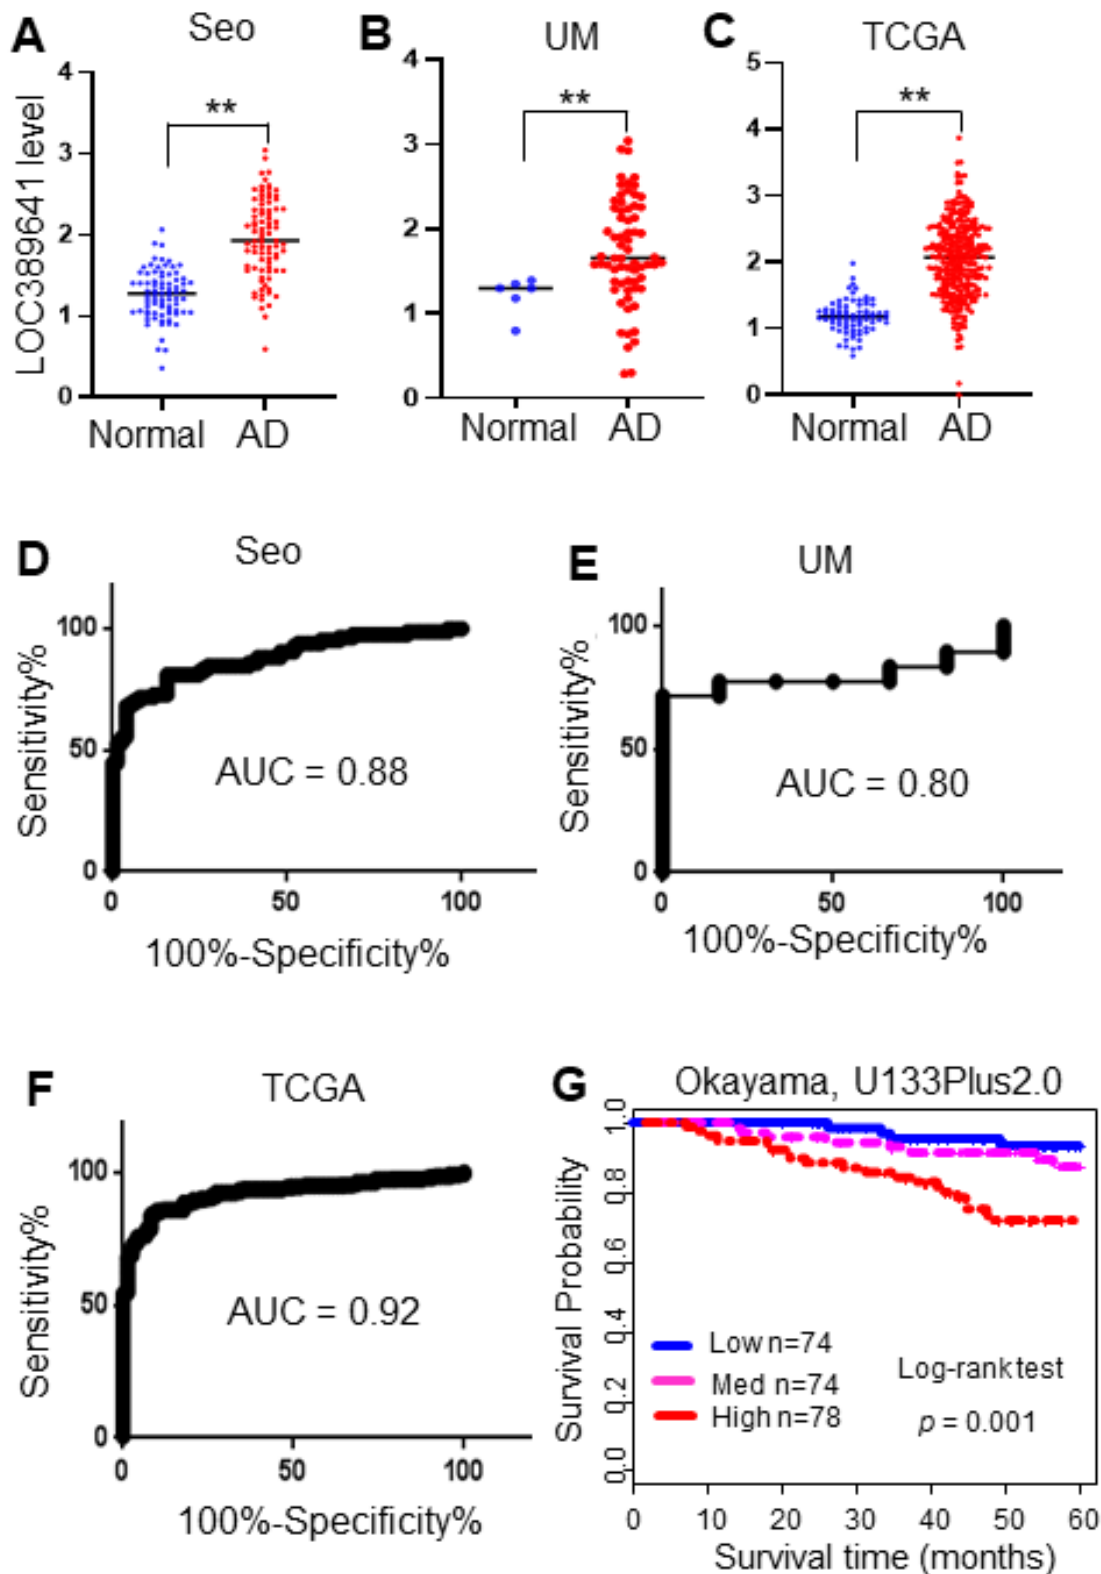 A Seo
B UM
C TCGA
LOC389641 level
4
3
2
1
0
**
Normal AD
4
3
2
1
0
**
Normal AD
5
4
3
2
1
0
**
Normal AD
D Seo
Sensitivity%
100
50
0
AUC = 0.88
0 50 100
100%-Specificity%
E UM
Sensitivity%
100
50
0
AUC = 0.80
0 50 100
100%-Specificity%
F TCGA
Sensitivity%
100
50
0
AUC = 0.92
0 50 100
100%-Specificity%
G Okayama, U133Plus2.0
Survival Probability
1.0
0.8
0.6
0.4
0.2
0.0
Low n=74
Med n=74
High n=78
Log-rank test
p = 0.001
0 10 20 30 40 50 60
Survival time (months)